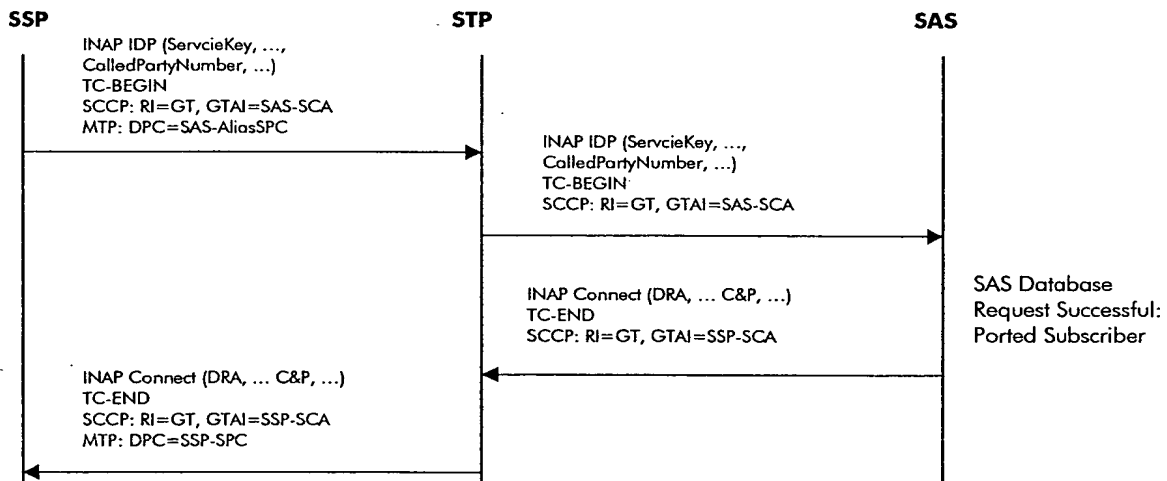 SSP
STP
SAS
INAP IDP (ServcieKey, ...,
CalledPartyNumber, ...)
TC-BEGIN
SCCP: RI=GT, GTAI=SAS-SCA
MTP: DPC=SAS-AliasSPC
INAP IDP (ServcieKey, ...,
CalledPartyNumber, ...)
TC-BEGIN
SCCP: RI=GT, GTAI=SAS-SCA
INAP Connect (DRA, ... C&P, ...)
TC-END
SCCP: RI=GT, GTAI=SSP-SCA
SAS Database
Request Successful:
Ported Subscriber
INAP Connect (DRA, ... C&P, ...)
TC-END
SCCP: RI=GT, GTAI=SSP-SCA
MTP: DPC=SSP-SPC